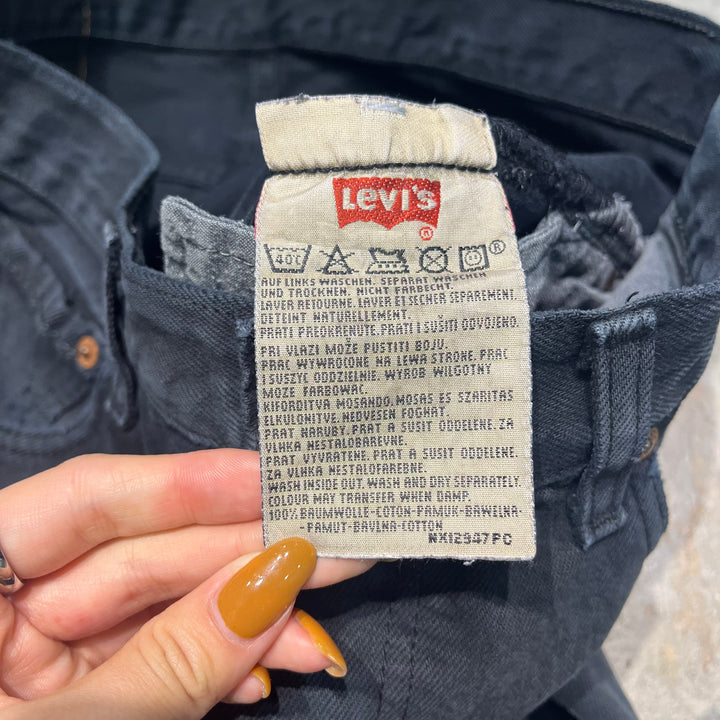 Levi's
®
40C ®
AUF LINKS WASCHEN. SEPARAT WASCHEN
UND TROCKNEN. NICHT FARBECHT.
LAVER RETOURNE. LAVER ET SECHER SEPAREMENT.
DETEINT NATURELLEMENT.
PRATI PREOKRENUTE. PRATI I SUŠITI ODVOJENO.
PRI VLAZI MOŽE PUSTITI BOJU.
PRAC WYWROCONE NA LEWA STRONE. PRAC
I SUSZYC ODDZIELNIE. WYROB WILGOTNY
MOZE FARBOWAC.
KIFORDITVA MOSANDO. MOSAS ES SZARITAS
ELKULONITVE. NEDVESEN FOGHAT.
PRAT NARUBY. PRAT A SUSIT ODDELENE. ZA
VLHKA NESTALOBAREVNE.
PRAT VYVRATENE. PRAT A SUSIT ODDELENE.
ZA VLHKA NESTALOFAREBNE.
WASH INSIDE OUT. WASH AND DRY SEPARATELY.
COLOUR MAY TRANSFER WHEN DAMP.
100% BAUMWOLLE-COTON-PAMUK-BAWELNA-
-PAMUT-BAVLNA-COTTON
NX12947PC